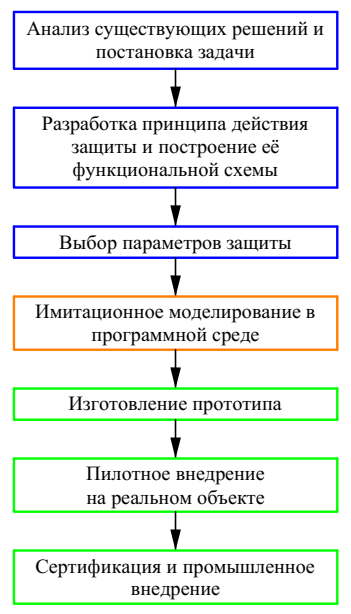 Анализ существующих решений и
постановка задачи
Разработка принципа действия
защиты и построение её
функциональной схемы
Выбор параметров защиты
Имитационное моделирование в
программной среде
Изготовление прототипа
Пилотное внедрение
на реальном объекте
Сертификация и промышленное
внедрение